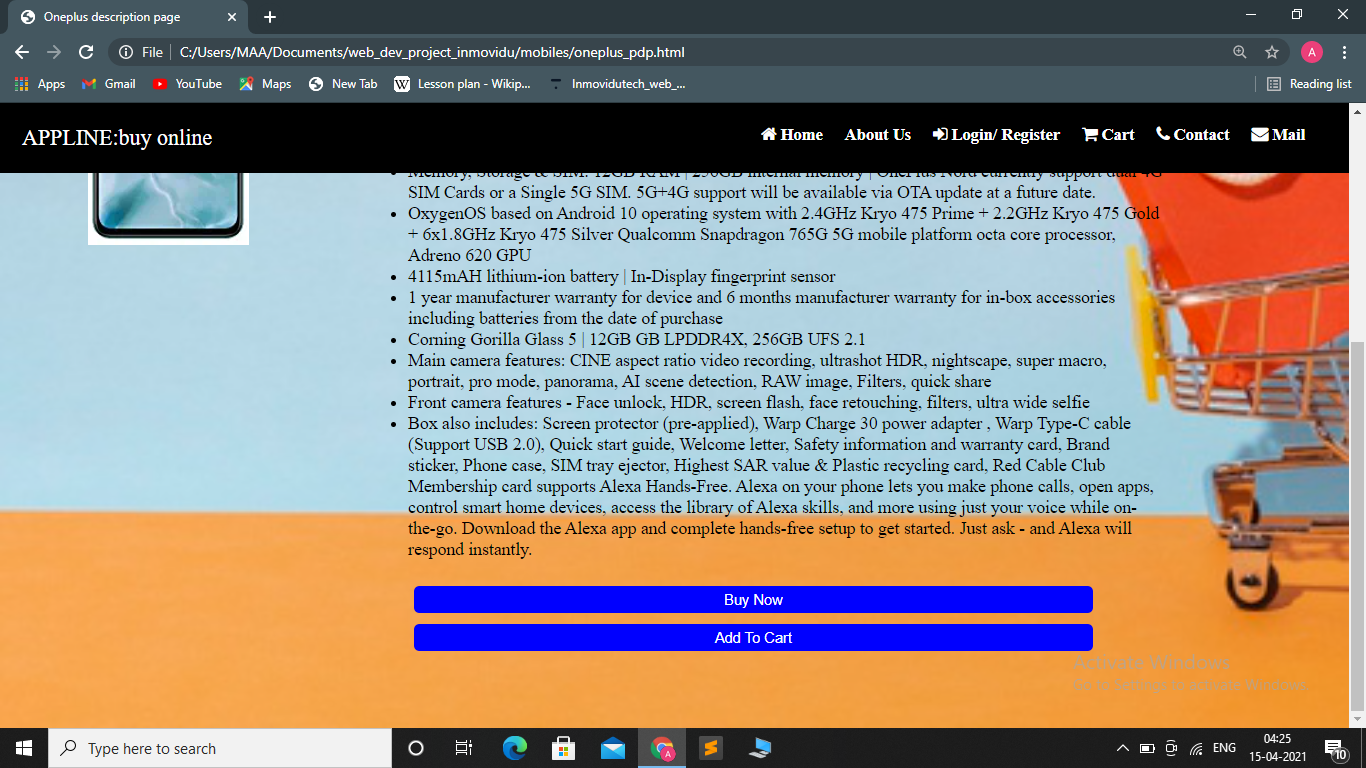 Oneplus description page
File
C:/Users/MAA/Documents/web_dev_project_inmovidu/mobiles/oneplus_pdp.html
A
Apps Gmail YouTube Maps New Tab Lesson plan - Wikip... Inmovidutech_web_... Reading list
APPLINE:buy online Home About Us Login/ Register Cart Contact Mail
Memory, Storage & SIM: 12GB RAM | 256GB internal memory | OnePlus Nord currently support dual 4G
SIM Cards or a Single 5G SIM. 5G+4G support will be available via OTA update at a future date.
OxygenOS based on Android 10 operating system with 2.4GHz Kryo 475 Prime + 2.2GHz Kryo 475 Gold
+ 6x1.8GHz Kryo 475 Silver Qualcomm Snapdragon 765G 5G mobile platform octa core processor,
Adreno 620 GPU
4115mAH lithium-ion battery | In-Display fingerprint sensor
1 year manufacturer warranty for device and 6 months manufacturer warranty for in-box accessories
including batteries from the date of purchase
Corning Gorilla Glass 5 | 12GB GB LPDDR4X, 256GB UFS 2.1
Main camera features: CINE aspect ratio video recording, ultrashot HDR, nightscape, super macro,
portrait, pro mode, panorama, AI scene detection, RAW image, Filters, quick share
Front camera features - Face unlock, HDR, screen flash, face retouching, filters, ultra wide selfie
Box also includes: Screen protector (pre-applied), Warp Charge 30 power adapter , Warp Type-C cable
(Support USB 2.0), Quick start guide, Welcome letter, Safety information and warranty card, Brand
sticker, Phone case, SIM tray ejector, Highest SAR value & Plastic recycling card, Red Cable Club
Membership card supports Alexa Hands-Free. Alexa on your phone lets you make phone calls, open apps,
control smart home devices, access the library of Alexa skills, and more using just your voice while on-
the-go. Download the Alexa app and complete hands-free setup to get started. Just ask - and Alexa will
respond instantly.
Buy Now
Add To Cart
Activate Windows
Go to Settings to activate Windows.
Type here to search
A
ENG
04:25
15-04-2021
10